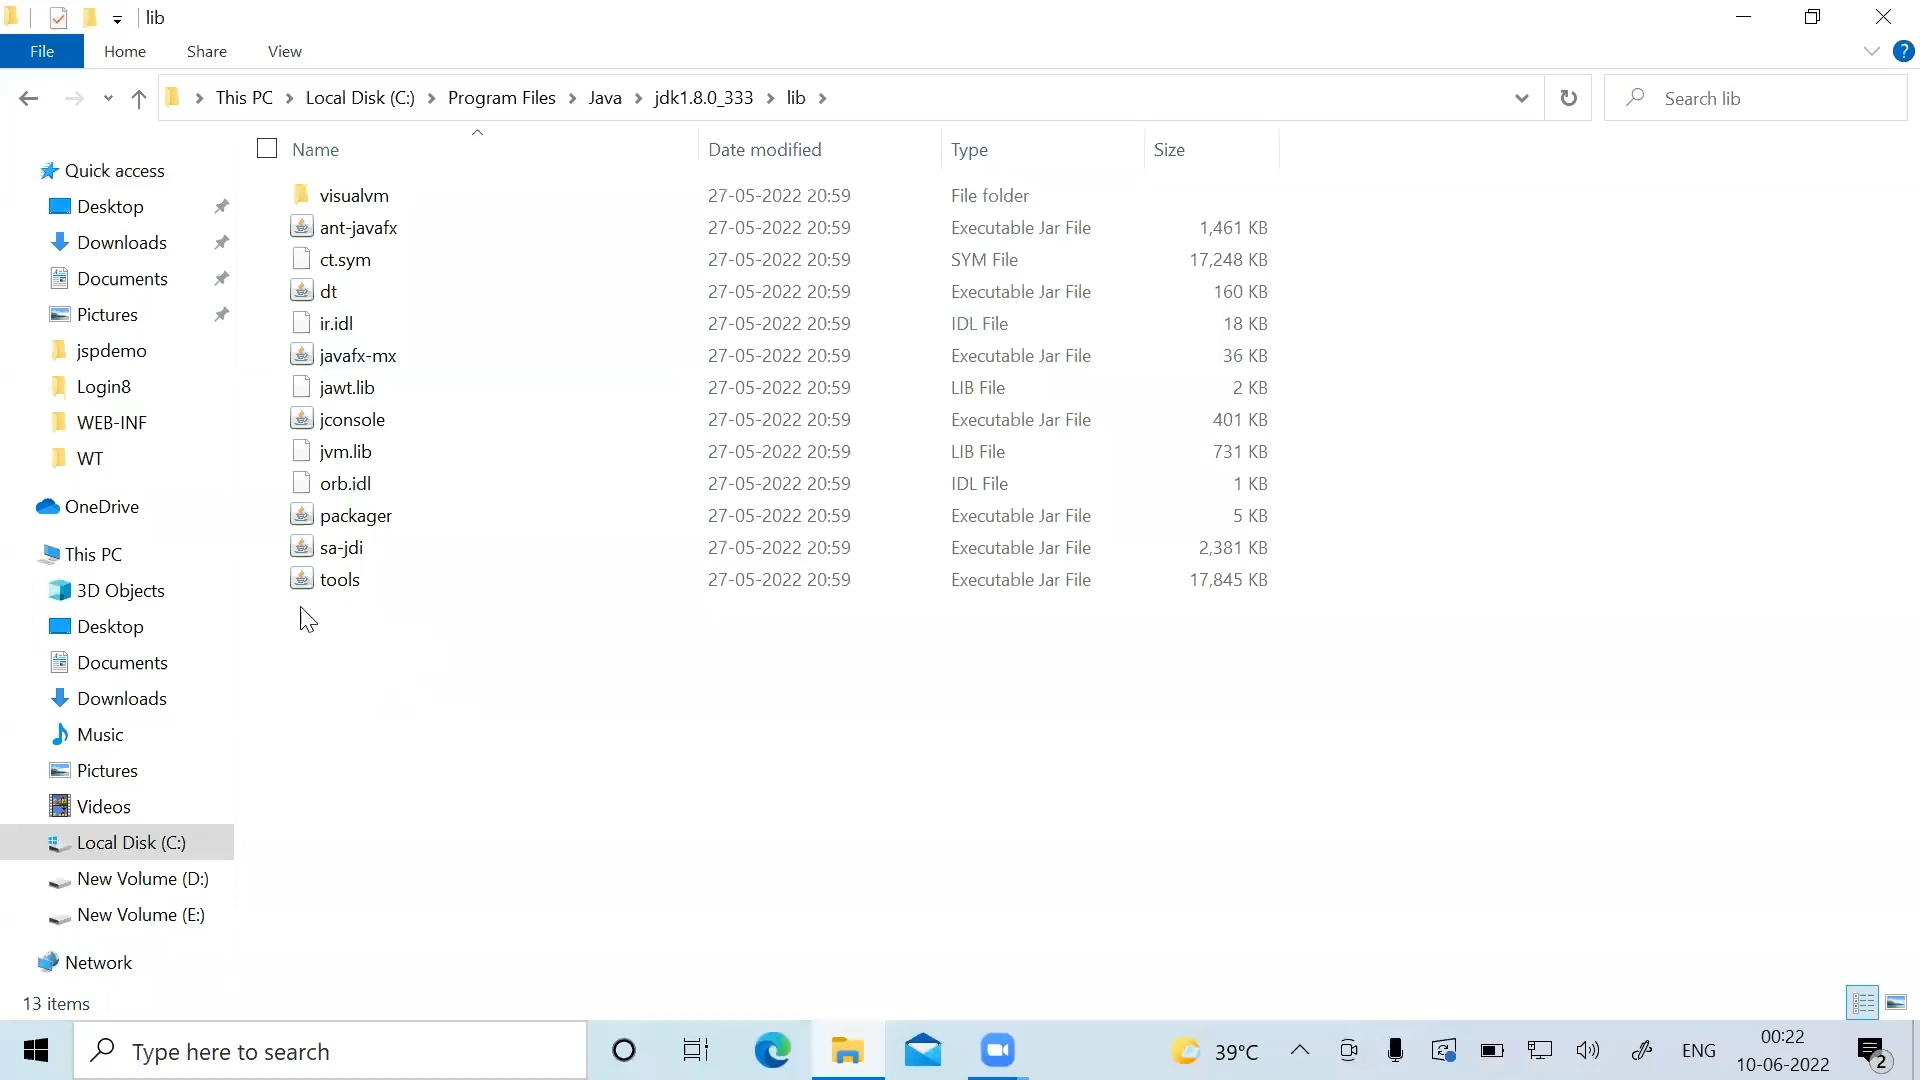 lib
File Home Share View
This PC Local Disk (C:) Program Files Java jdk1.8.0_333 lib
Search lib
Name Date modified Type Size
Quick access
Desktop
Downloads
Documents
Pictures
jspdemo
Login8
WEB-INF
WT
OneDrive
This PC
3D Objects
Desktop
Documents
Downloads
Music
Pictures
Videos
Local Disk (C:)
New Volume (D:)
New Volume (E:)
Network
visualvm 27-05-2022 20:59 File folder
ant-javafx 27-05-2022 20:59 Executable Jar File 1,461 KB
ct.sym 27-05-2022 20:59 SYM File 17,248 KB
dt 27-05-2022 20:59 Executable Jar File 160 KB
ir.idl 27-05-2022 20:59 IDL File 18 KB
javafx-mx 27-05-2022 20:59 Executable Jar File 36 KB
jawt.lib 27-05-2022 20:59 LIB File 2 KB
jconsole 27-05-2022 20:59 Executable Jar File 401 KB
jvm.lib 27-05-2022 20:59 LIB File 731 KB
orb.idl 27-05-2022 20:59 IDL File 1 KB
packager 27-05-2022 20:59 Executable Jar File 5 KB
sa-jdi 27-05-2022 20:59 Executable Jar File 2,381 KB
tools 27-05-2022 20:59 Executable Jar File 17,845 KB
13 items
Type here to search
39°C
ENG
00:22
10-06-2022
2